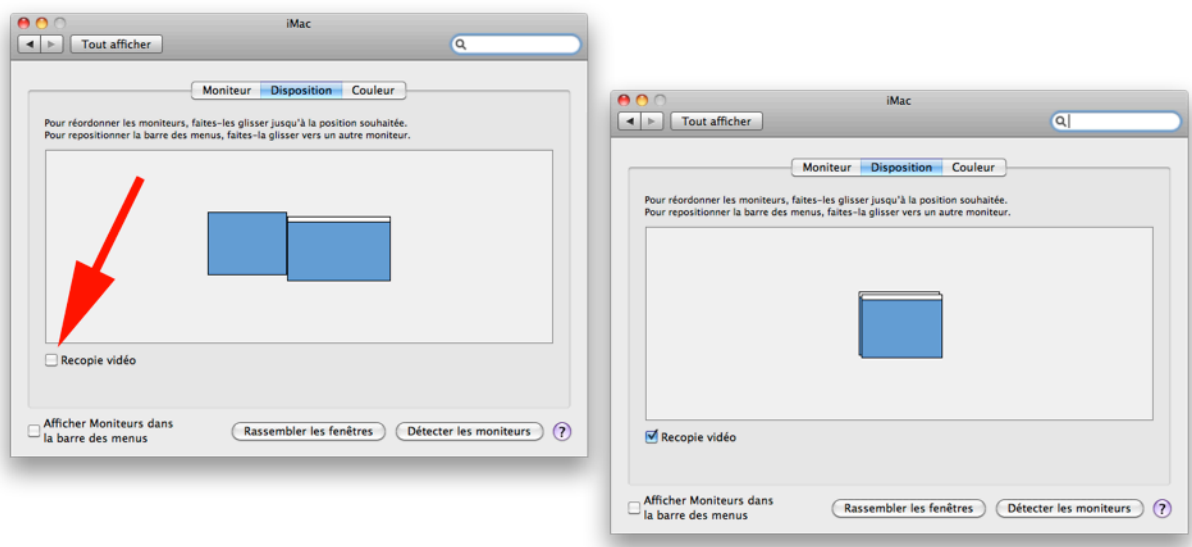 iMac
Tout afficher
Moniteur Disposition Couleur
Pour réordonner les moniteurs, faites-les glisser jusqu'à la position souhaitée.
Pour repositionner la barre des menus, faites-la glisser vers un autre moniteur.
Recopie vidéo
Afficher Moniteurs dans
la barre des menus
Rassembler les fenêtres
Détecter les moniteurs
?
iMac
Tout afficher
Moniteur Disposition Couleur
Pour réordonner les moniteurs, faites-les glisser jusqu'à la position souhaitée.
Pour repositionner la barre des menus, faites-la glisser vers un autre moniteur.
Recopie vidéo
Afficher Moniteurs dans
la barre des menus
Rassembler les fenêtres
Détecter les moniteurs
?